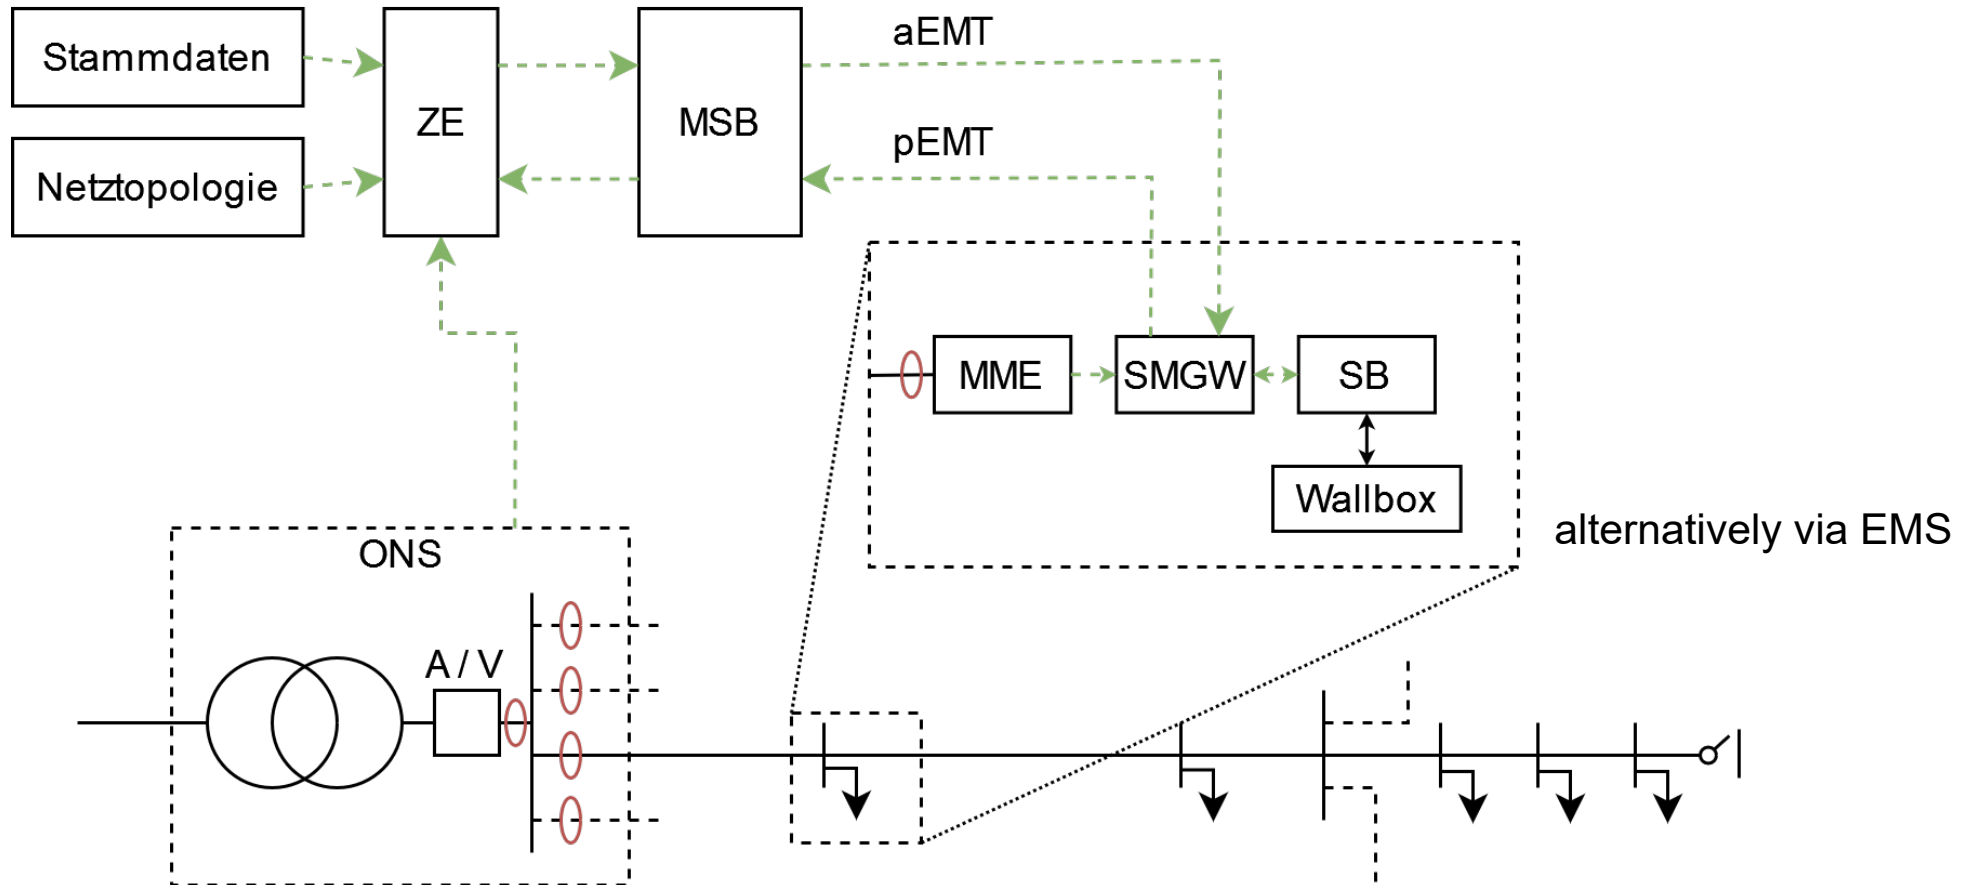 Stammdaten
Netztopologie
ZE
MSB
aEMT
pEMT
MME
SMGW
SB
Wallbox
alternatively via EMS
ONS
A / V